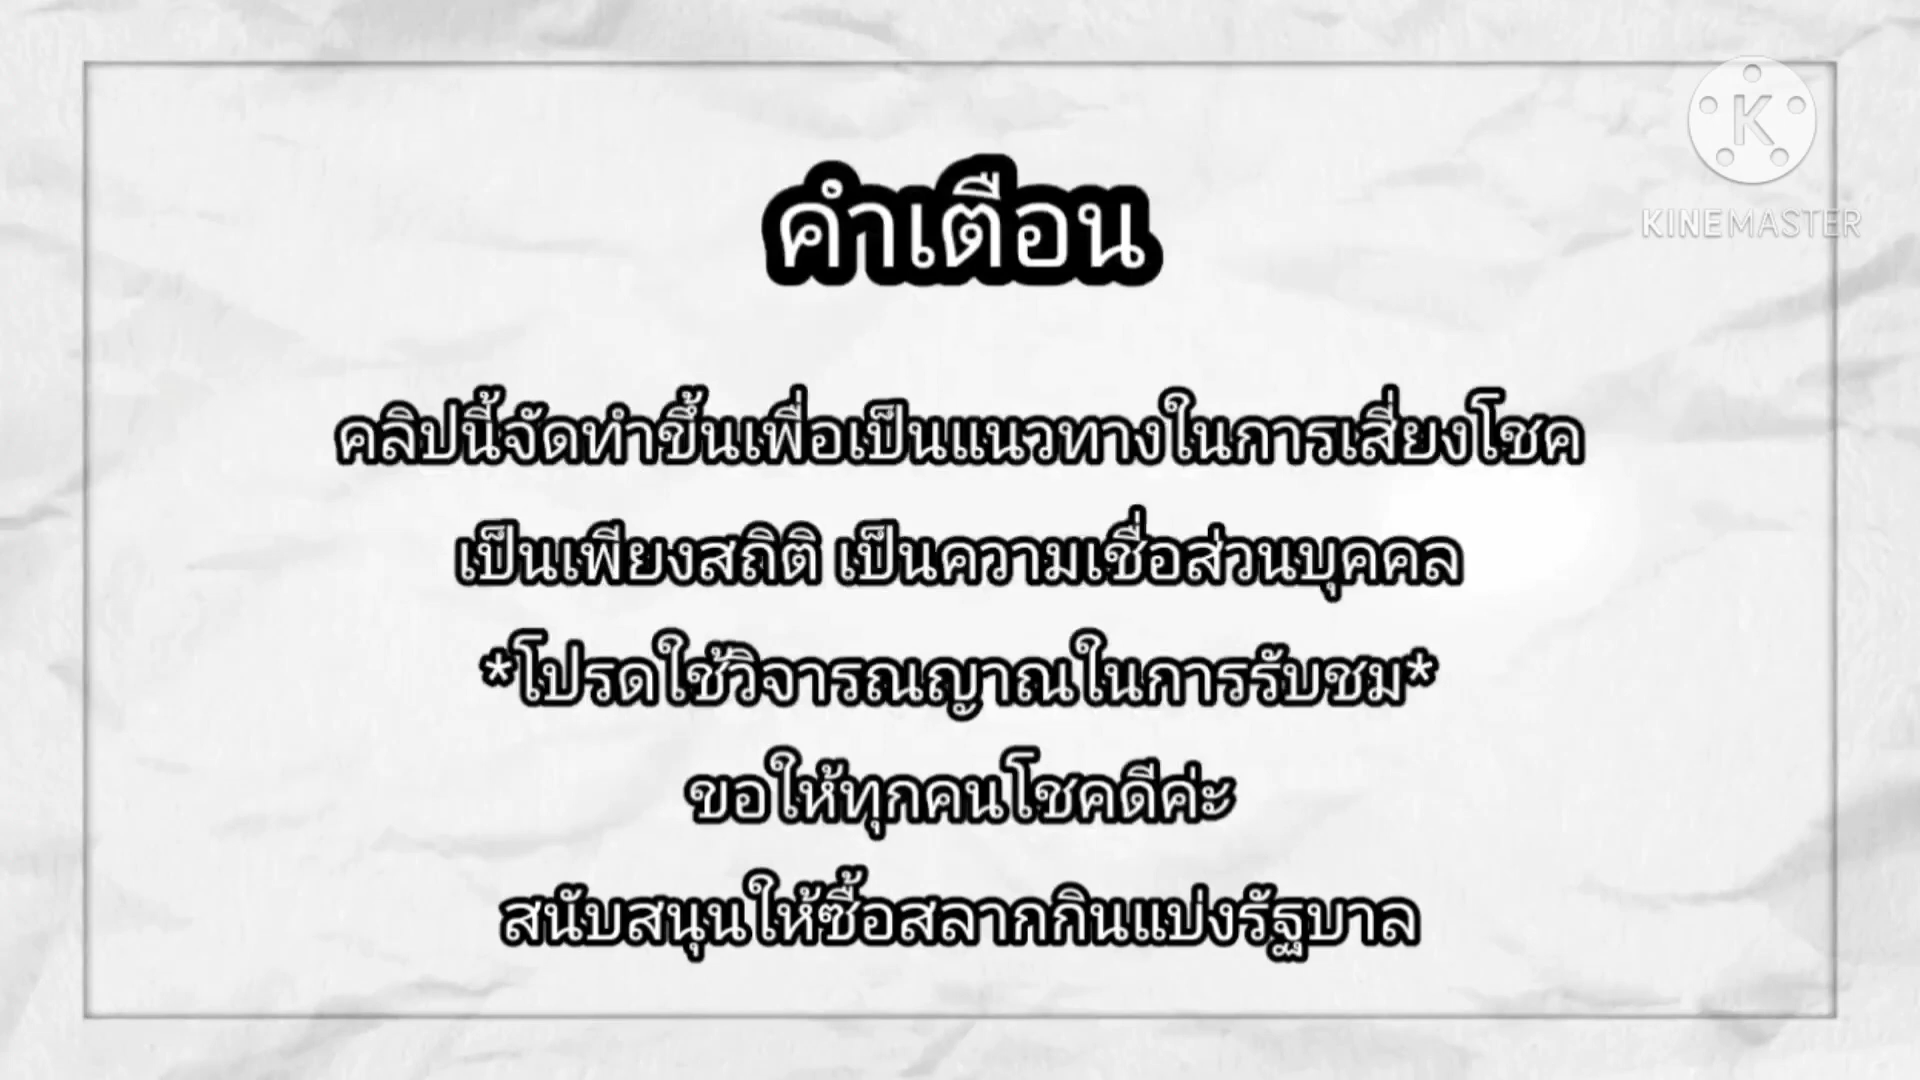 คำเตือน
คลิปนี้จัดทำขึ้นเพื่อเป็นแนวทางในการเสี่ยงโชค
เป็นเพียงสถิติ เป็นความเชื่อส่วนบุคคล
*โปรดใช้วิจารณญาณในการรับชม*
ขอให้ทุกคนโชคดีค่ะ
สนับสนุนให้ซื้อสลากกินแบ่งรัฐบาล
K
KINEMASTER